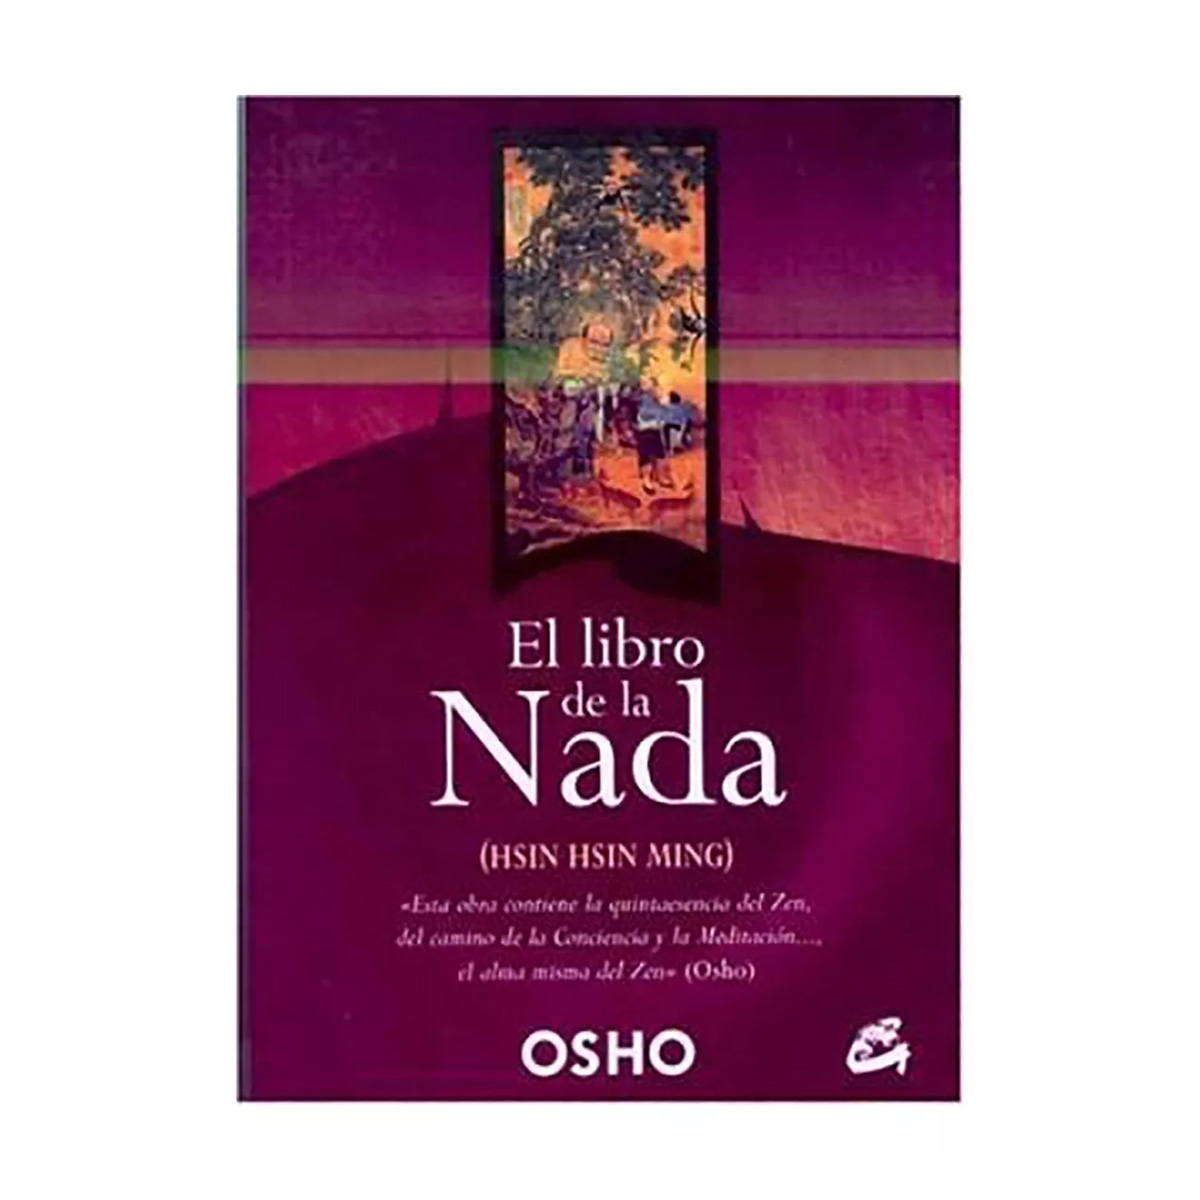 El libro
de la
Nada
(HSIN HSIN MING)
«Esta obra contiene la quintaesencia del Zen,
del camino de la Conciencia y la Meditación...,
el alma misma del Zen» (Osho)
OSHO